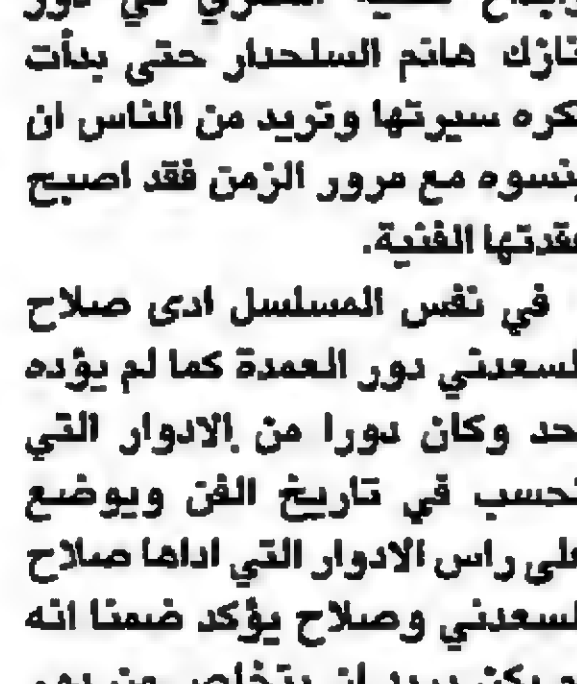 نازك هانم السلحدار حتى بدأت
تكره سيرتها وتريد من الناس ان
ينسوه مع مرور الزمن فقد اصبح
عقدتها الفنية.
في نفس المسلسل ادى صلاح
السعدني دور العمدة كما لم يؤده
احد وكان دورا من الادوار التي
تحسب في تاريخ الفن ويوضع
على راس الادوار التي اداها صلاح
السعدني وصلاح يؤكد ضمنا انه